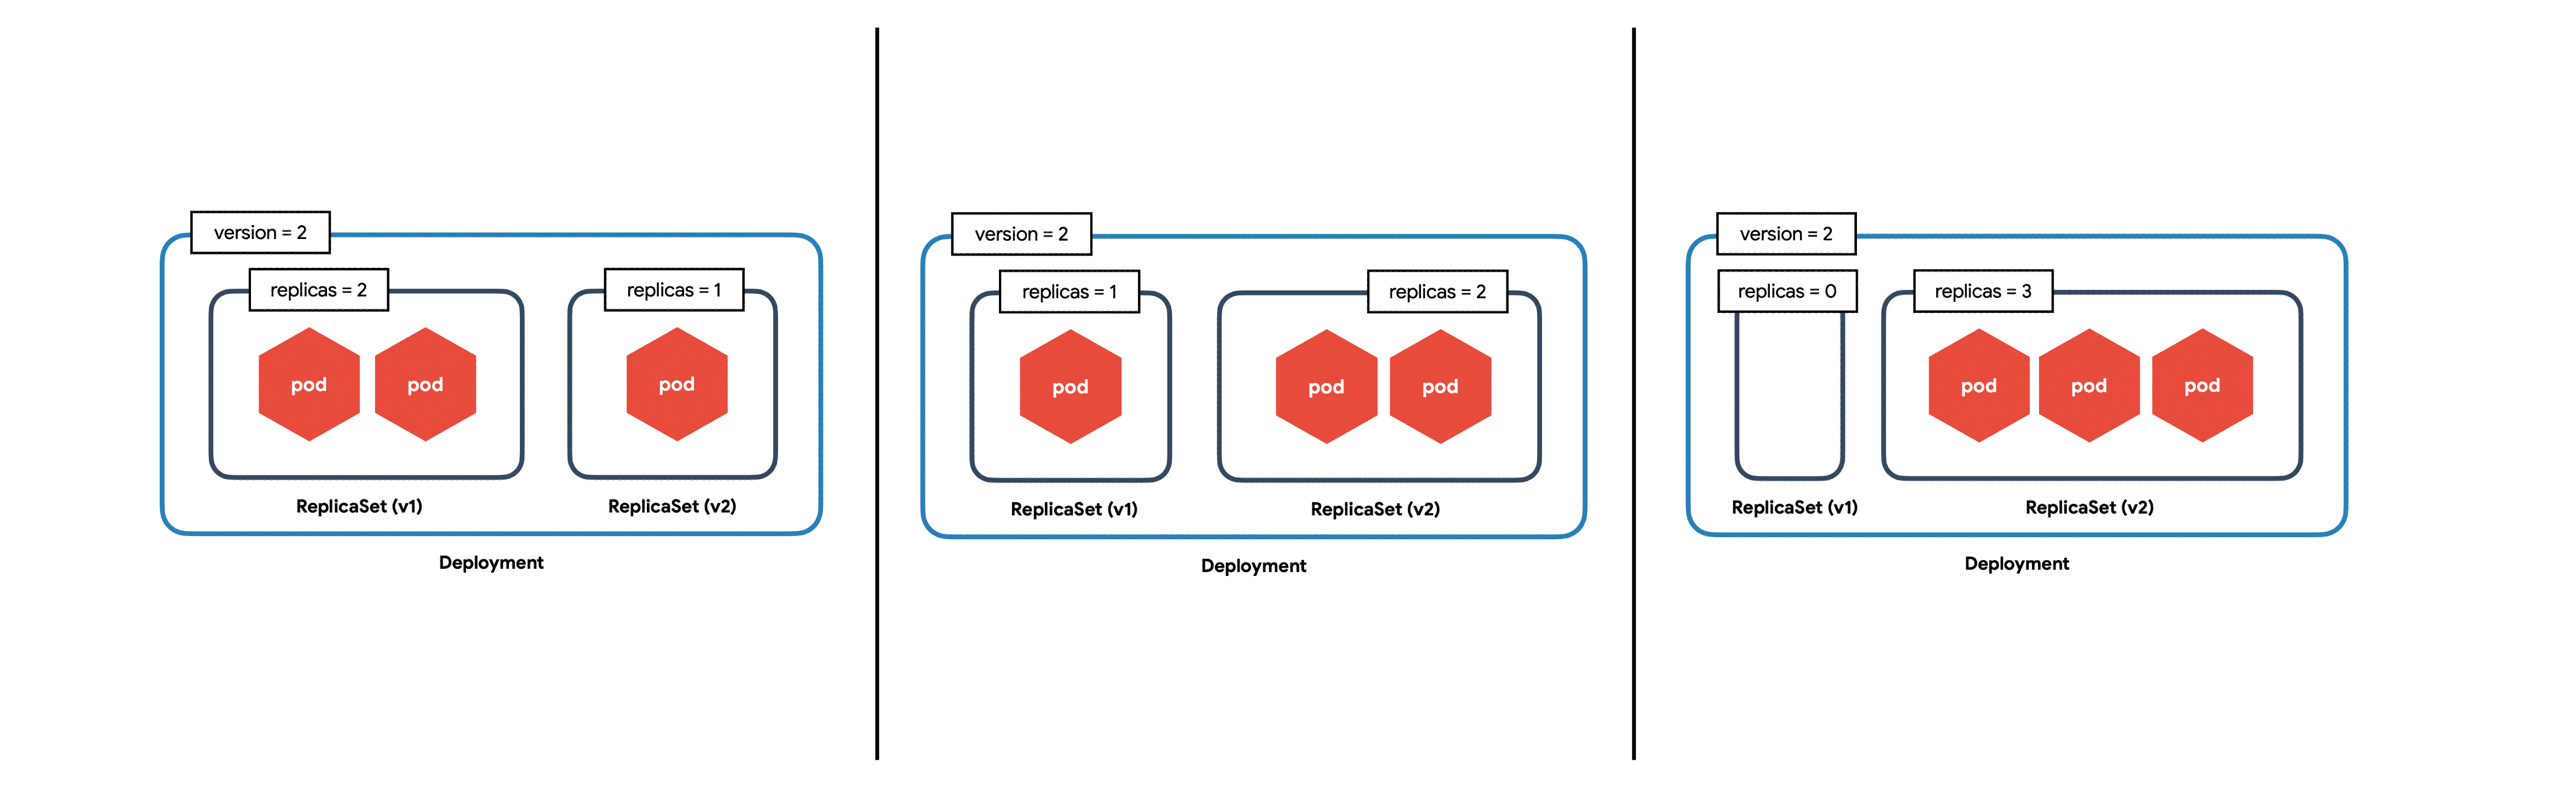 version = 2
replicas = 2
replicas = 1
pod
pod
pod
ReplicaSet (v1)
ReplicaSet (v2)
Deployment
version = 2
replicas = 1
replicas = 2
pod
pod
pod
ReplicaSet (v1)
ReplicaSet (v2)
Deployment
version = 2
replicas = 0
replicas = 3
pod
pod
pod
ReplicaSet (v1)
ReplicaSet (v2)
Deployment